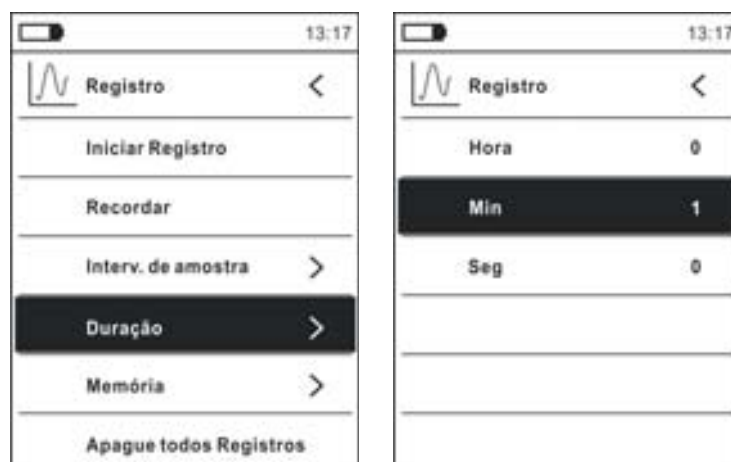 13:17
Registro <
Iniciar Registro
Recordar
Interv. de amostra >
Duração >
Memória >
Apague todos Registros
13:17
Registro <
Hora 0
Min 1
Seg 0